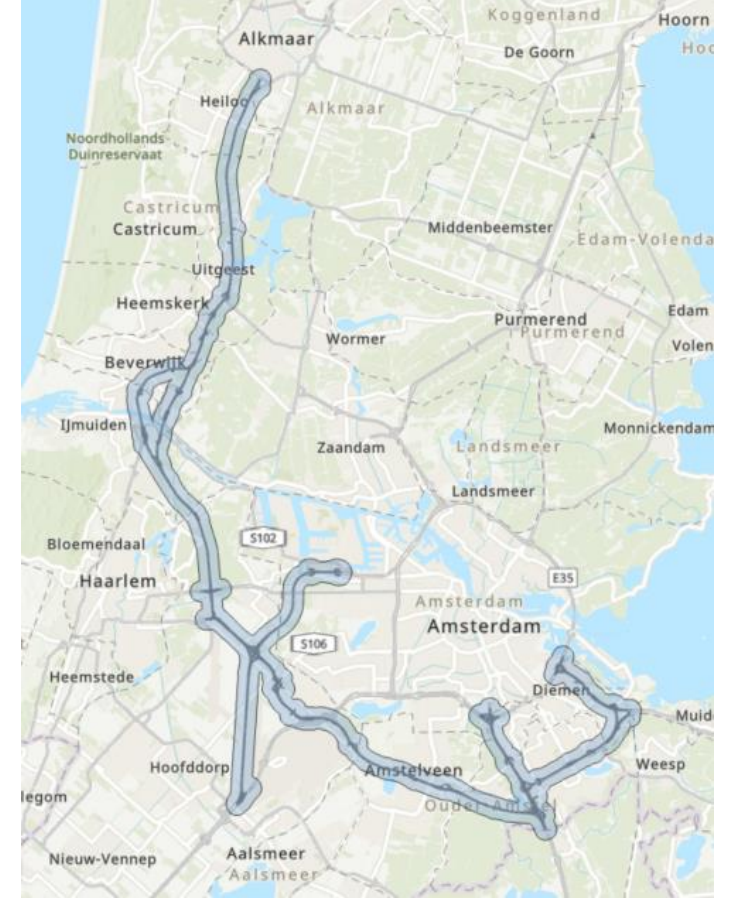 Koggenland
Hoorn
Alkmaar
De Goorn
Hoo
Heiloo
Alkmaar
Noordhollands
Duinreservaat
Castricum
Castricum
Middenbeemster
Edam-Volenda
Uitgeest
Heemskerk
Edam
Purmerend
Purmerend
Wormer
Volen
Beverwijk
IJmuiden
Monnickendam
Zaandam
Landsmeer
Landsmeer
S102
Bloemendaal
Haarlem
E35
Amsterdam
Amsterdam
S106
Heemstede
Diemen
Muid
Hoofddorp
Amstelveen
Weesp
legom
Ouder-Amstel
Nieuw-Vennep
Aalsmeer
Aalsmeer